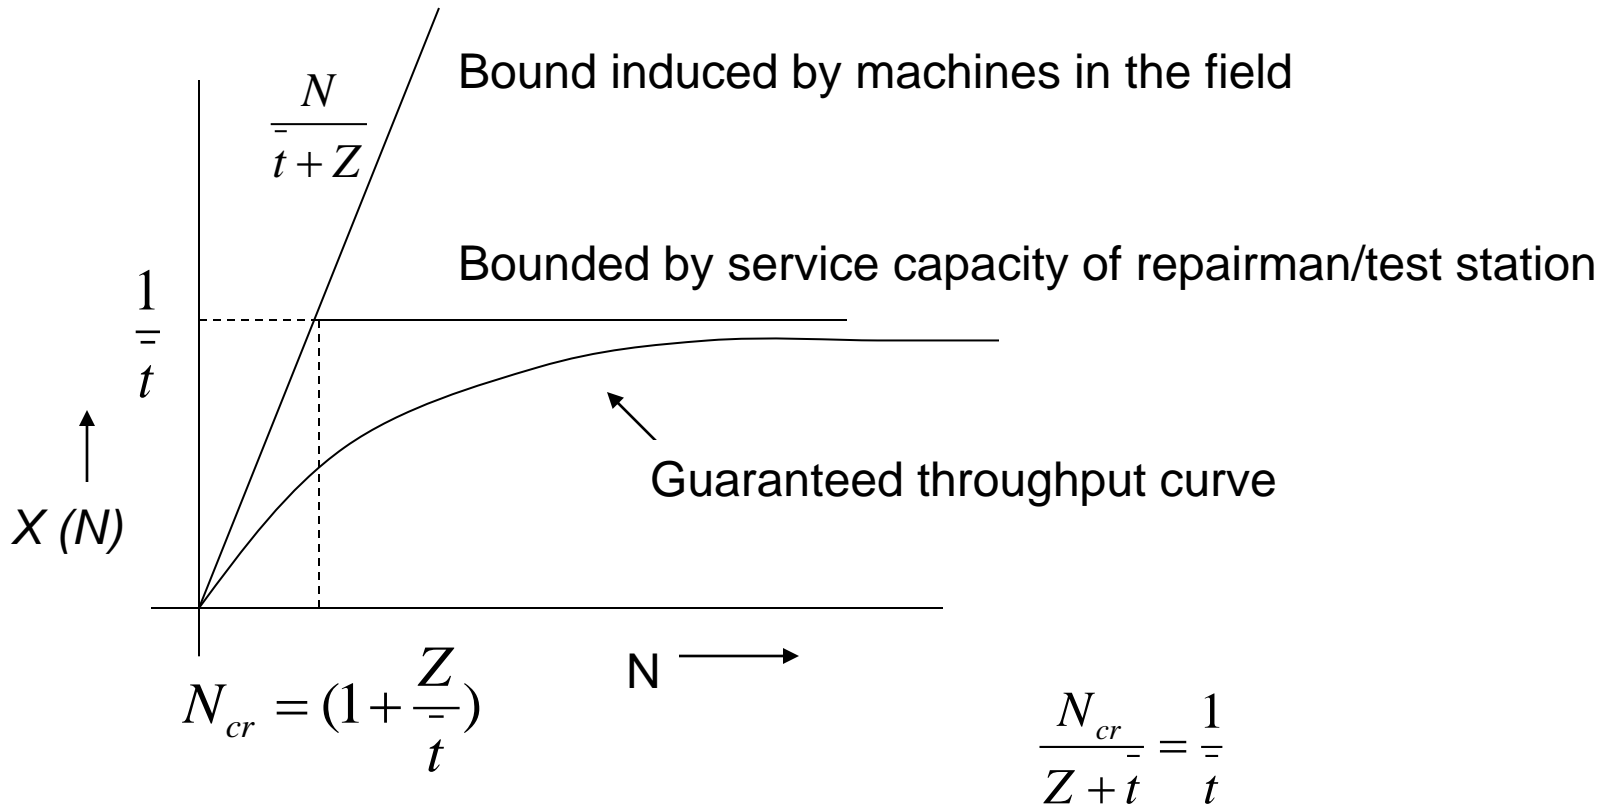 Bound induced by machines in the field
N / (t̄ + Z)
Bounded by service capacity of repairman/test station
1 / t̄
Guaranteed throughput curve
X (N)
N
N_cr = (1 + Z / t̄)
N_cr / (Z + t̄) = 1 / t̄